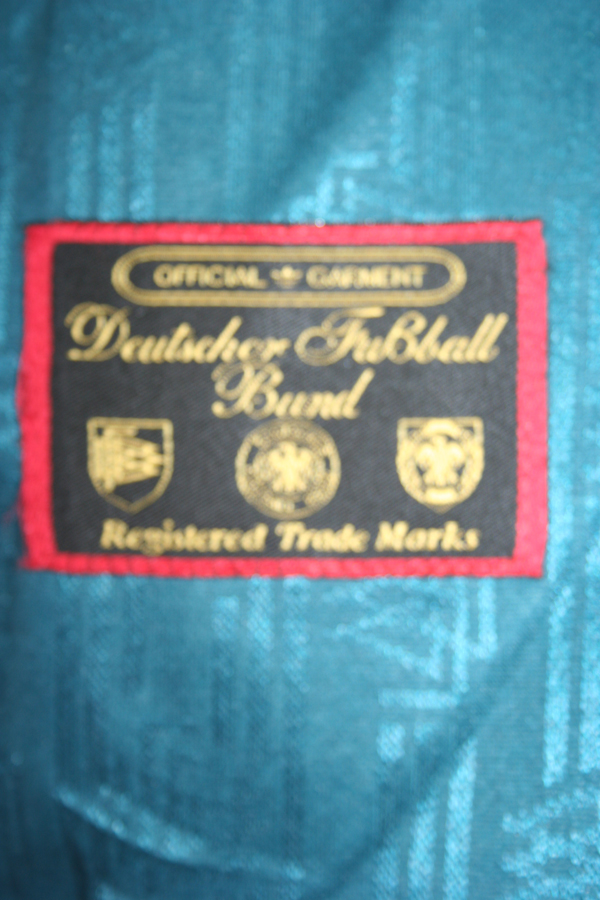 OFFICIAL GARMENT
Deutscher Fußball
Bund
Registered Trade Marks